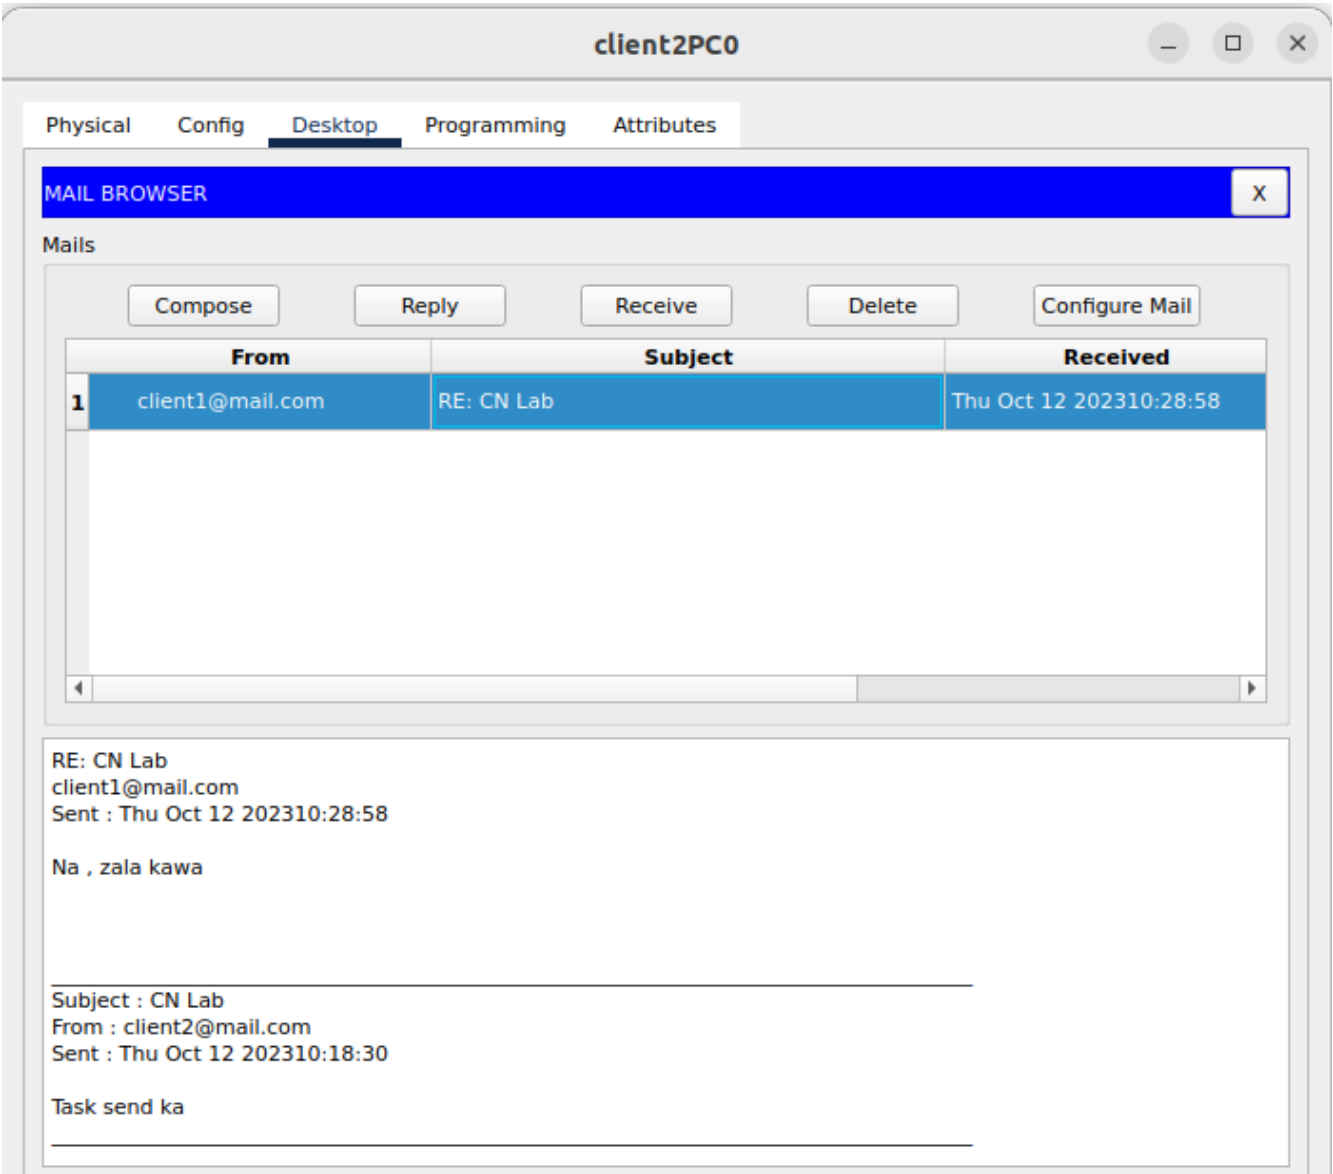 client2PC0
Physical Config Desktop Programming Attributes
MAIL BROWSER X
Mails
Compose Reply Receive Delete Configure Mail
From Subject Received
1 client1@mail.com RE: CN Lab Thu Oct 12 202310:28:58
RE: CN Lab
client1@mail.com
Sent : Thu Oct 12 202310:28:58
Na , zala kawa
Subject : CN Lab
From : client2@mail.com
Sent : Thu Oct 12 202310:18:30
Task send ka